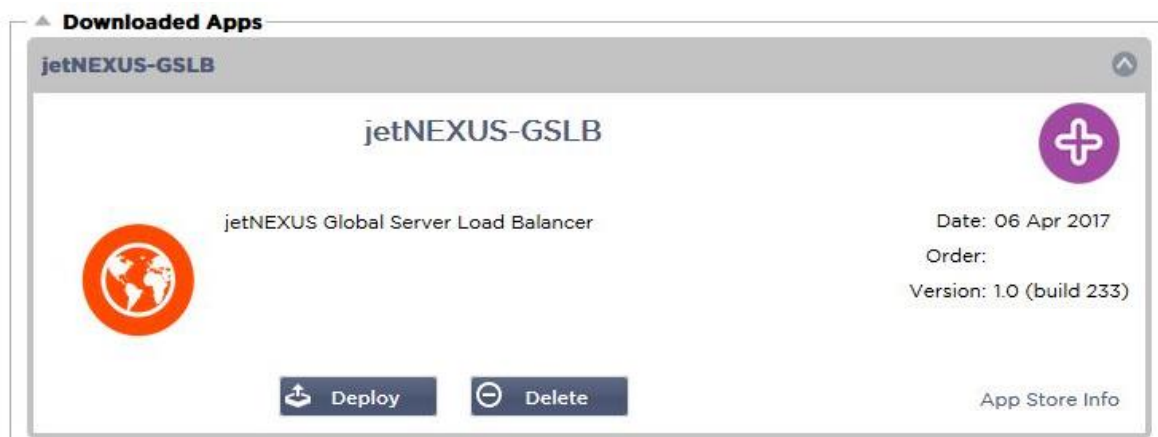 Downloaded Apps
jetNEXUS-GSLB
jetNEXUS-GSLB
jetNEXUS Global Server Load Balancer
Date: 06 Apr 2017
Order:
Version: 1.0 (build 233)
Deploy
Delete
App Store Info